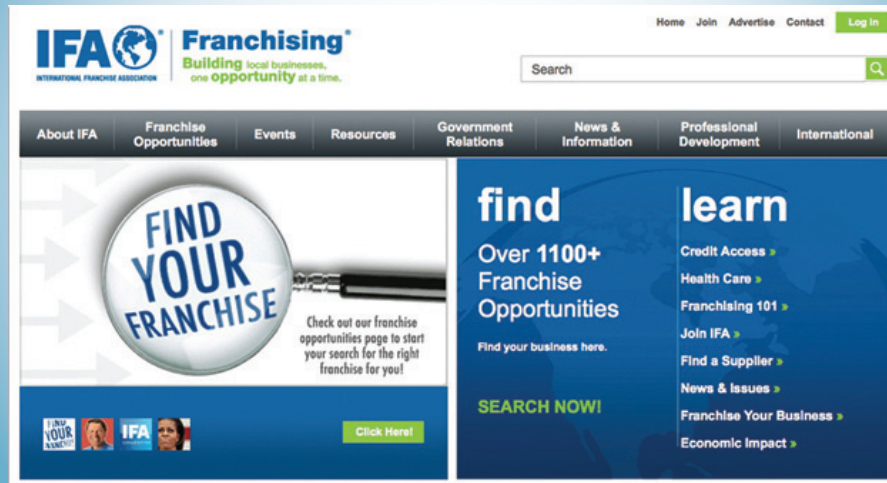 Home Join Advertise Contact Log In
IFA
INTERNATIONAL FRANCHISE ASSOCIATION
Franchising®
Building local businesses,
one opportunity at a time.
Search
About IFA
Franchise
Opportunities
Events
Resources
Government
Relations
News &
Information
Professional
Development
International
FIND
YOUR
FRANCHISE
Check out our franchise
opportunities page to start
your search for the right
franchise for you!
FIND
YOUR
FRANCHISE
IFA
Click Here!
find
Over 1100+
Franchise
Opportunities
Find your business here.
SEARCH NOW!
learn
Credit Access »
Health Care »
Franchising 101 »
Join IFA »
Find a Supplier »
News & Issues »
Franchise Your Business »
Economic Impact »